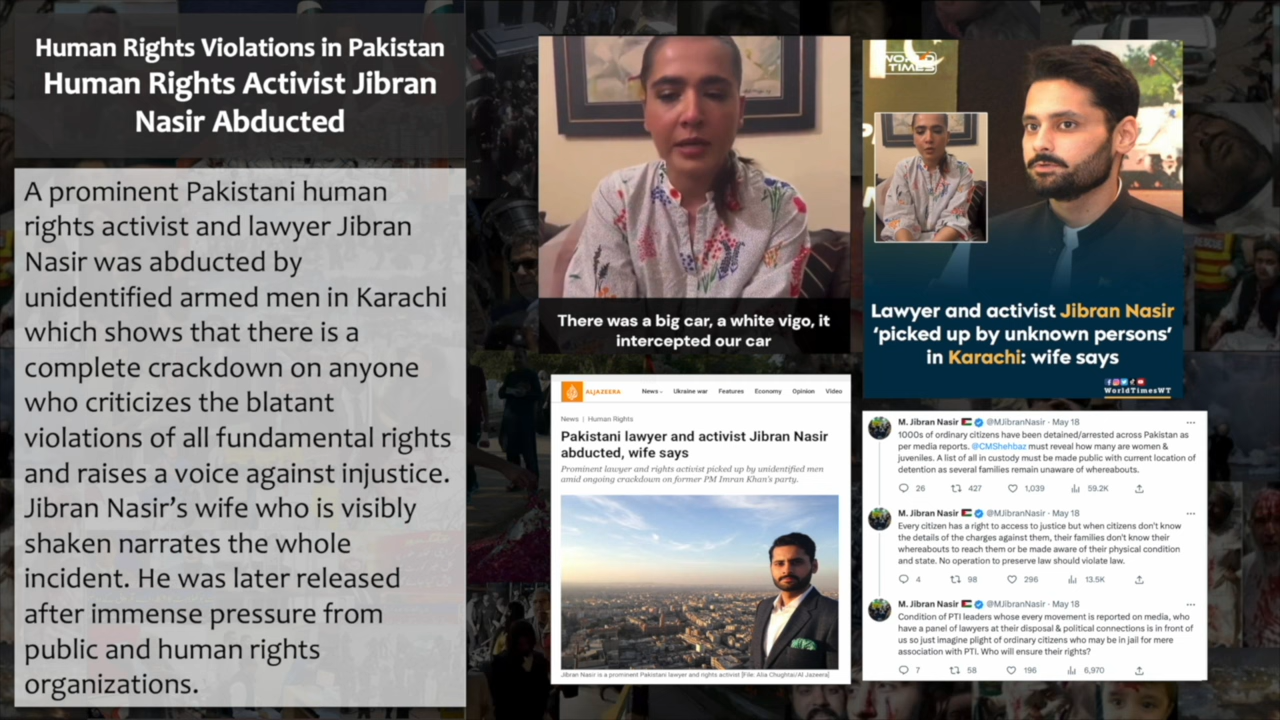 Human Rights Violations in Pakistan
Human Rights Activist Jibran
Nasir Abducted
A prominent Pakistani human
rights activist and lawyer Jibran
Nasir was abducted by
unidentified armed men in Karachi
which shows that there is a
complete crackdown on anyone
who criticizes the blatant
violations of all fundamental rights
and raises a voice against injustice.
Jibran Nasir’s wife who is visibly
shaken narrates the whole
incident. He was later released
after immense pressure from
public and human rights
organizations.
There was a big car, a white vigo, it
intercepted our car
WORLD
TIMES
Lawyer and activist Jibran Nasir
‘picked up by unknown persons’
in Karachi: wife says
WorldTimesWT
ALJAZEERA News Ukraine war Features Economy Opinion Video
News | Human Rights
Pakistani lawyer and activist Jibran Nasir
abducted, wife says
Prominent lawyer and rights activist picked up by unidentified men
amid ongoing crackdown on former PM Imran Khan's party.
Jibran Nasir is a prominent Pakistani lawyer and rights activist [File: Alia Chughtai/Al Jazeera]
M. Jibran Nasir @MJibranNasir · May 18
1000s of ordinary citizens have been detained/arrested across Pakistan as
per media reports. @CMShehbaz must reveal how many are women &
juveniles. A list of all in custody must be made public with current location of
detention as several families remain unaware of whereabouts.
26 427 1,039 59.2K
M. Jibran Nasir @MJibranNasir · May 18
Every citizen has a right to access to justice but when citizens don't know
the details of the charges against them, their families don't know their
whereabouts to reach them or be made aware of their physical condition
and state. No operation to preserve law should violate law.
4 98 296 13.5K
M. Jibran Nasir @MJibranNasir · May 18
Condition of PTI leaders whose every movement is reported on media, who
have a panel of lawyers at their disposal & political connections is in front of
us so just imagine plight of ordinary citizens who may be in jail for mere
association with PTI. Who will ensure their rights?
7 58 196 6,970